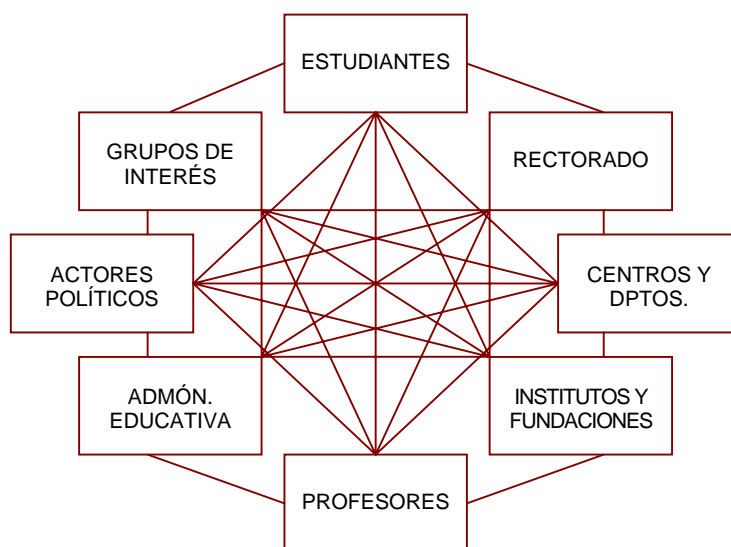 ESTUDIANTES
GRUPOS DE
INTERÉS
RECTORADO
ACTORES
POLÍTICOS
CENTROS Y
DPTOS.
ADMÓN.
EDUCATIVA
INSTITUTOS Y
FUNDACIONES
PROFESORES